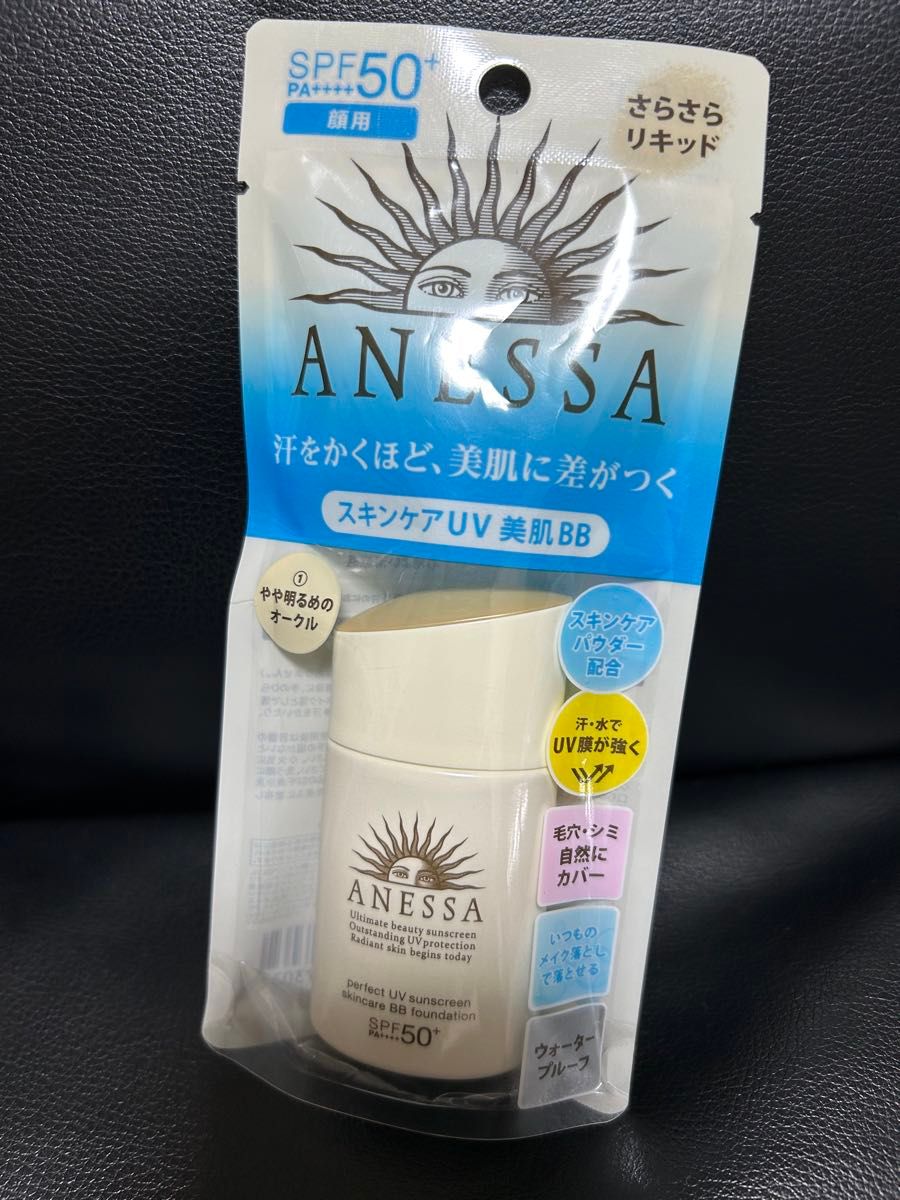 SPF50+
PA++++
顔用
さらさら
リキッド
ANESSA
汗をかくほど、美肌に差がつく
スキンケアUV 美肌BB
①
やや明るめの
オークル
スキンケア
パウダー
配合
汗・水で
UV膜が強く
毛穴・シミ
自然に
カバー
いつもの
メイク落とし
で落とせる
ウォーター
プルーフ
ANESSA
Ultimate beauty sunscreen
Outstanding UV protection
Radiant skin begins today
perfect UV sunscreen
skincare BB foundation
SPF50+
PA++++